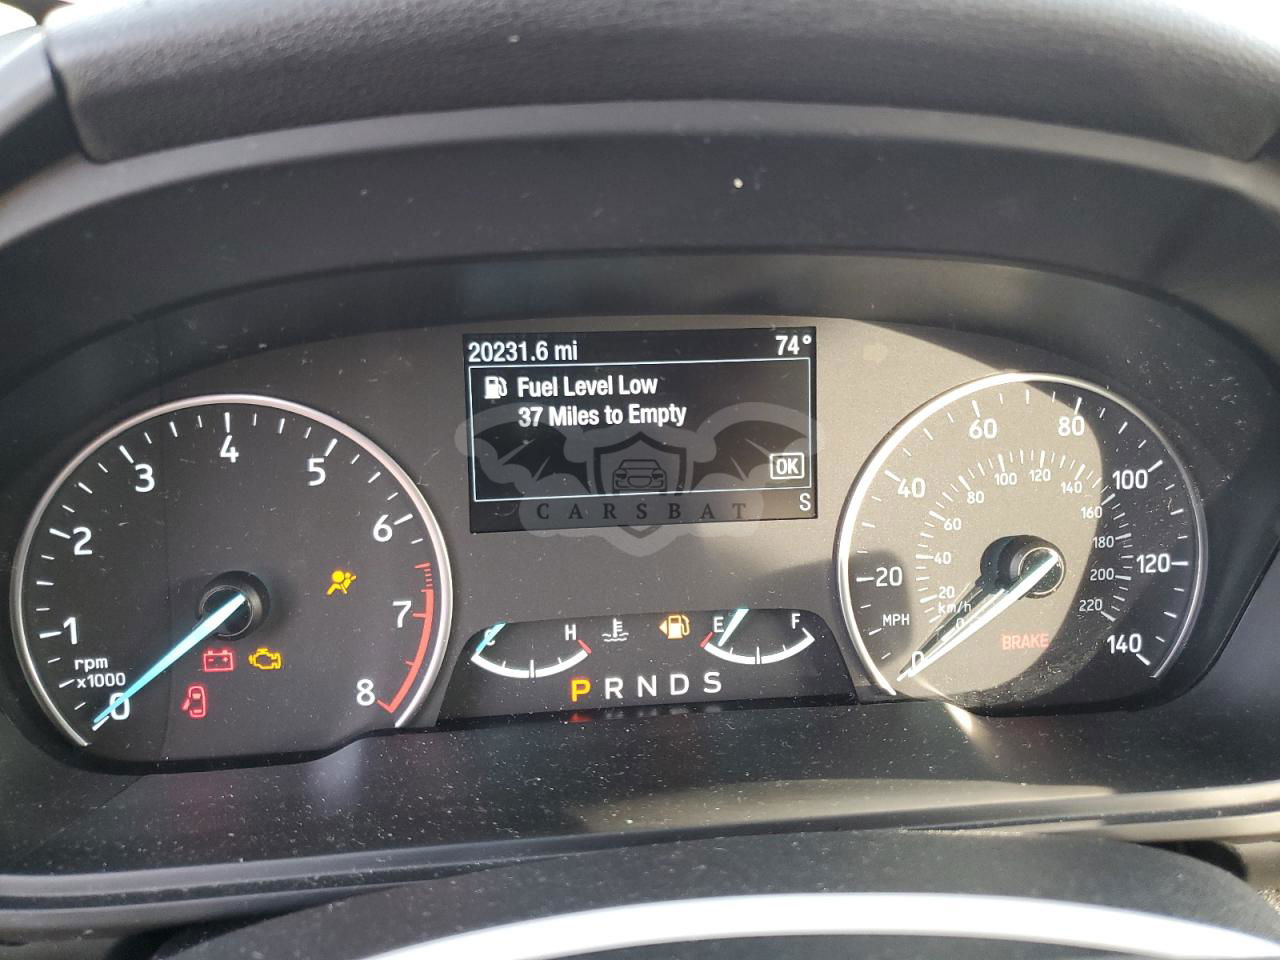 20231.6 mi 74°
Fuel Level Low
37 Miles to Empty
OK
S
CARSBAT
0 1 2 3 4 5 6 7 8
rpm
x1000
C H
E F
P R N D S
0 20 40 60 80 100 120 140
MPH
0 20 40 60 80 100 120 140 160 180 200 220
km/h
BRAKE